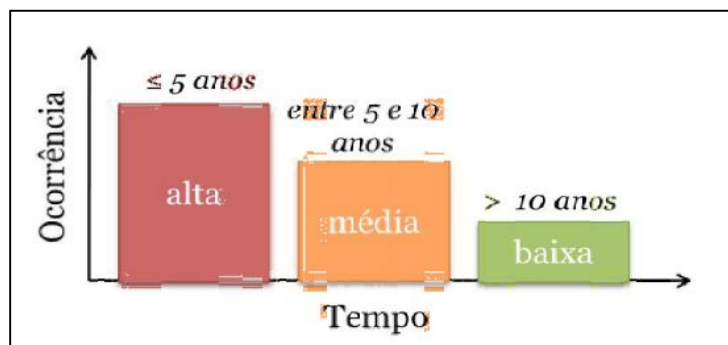 Ocorrência
≤ 5 anos
alta
entre 5 e 10
anos
média
> 10 anos
baixa
Tempo